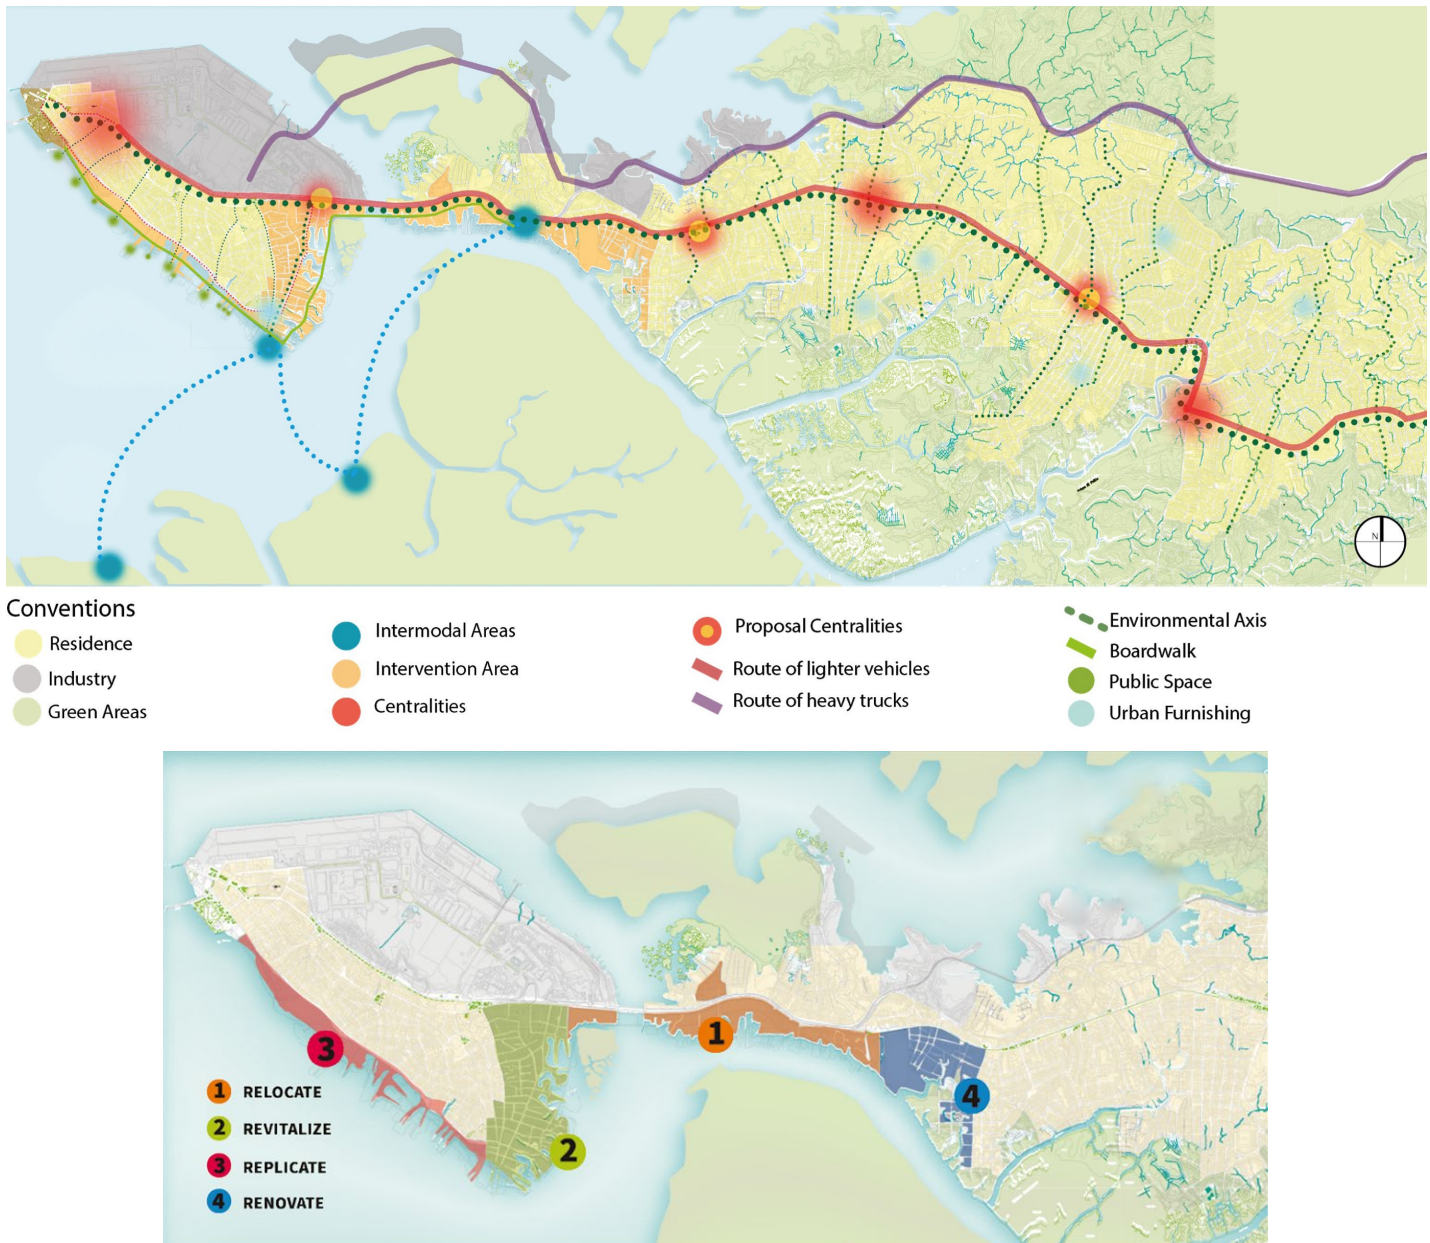 N
Conventions
Residence
Industry
Green Areas
Intermodal Areas
Intervention Area
Centralities
Proposal Centralities
Route of lighter vehicles
Route of heavy trucks
Environmental Axis
Boardwalk
Public Space
Urban Furnishing
1
2
3
4
1 RELOCATE
2 REVITALIZE
3 REPLICATE
4 RENOVATE